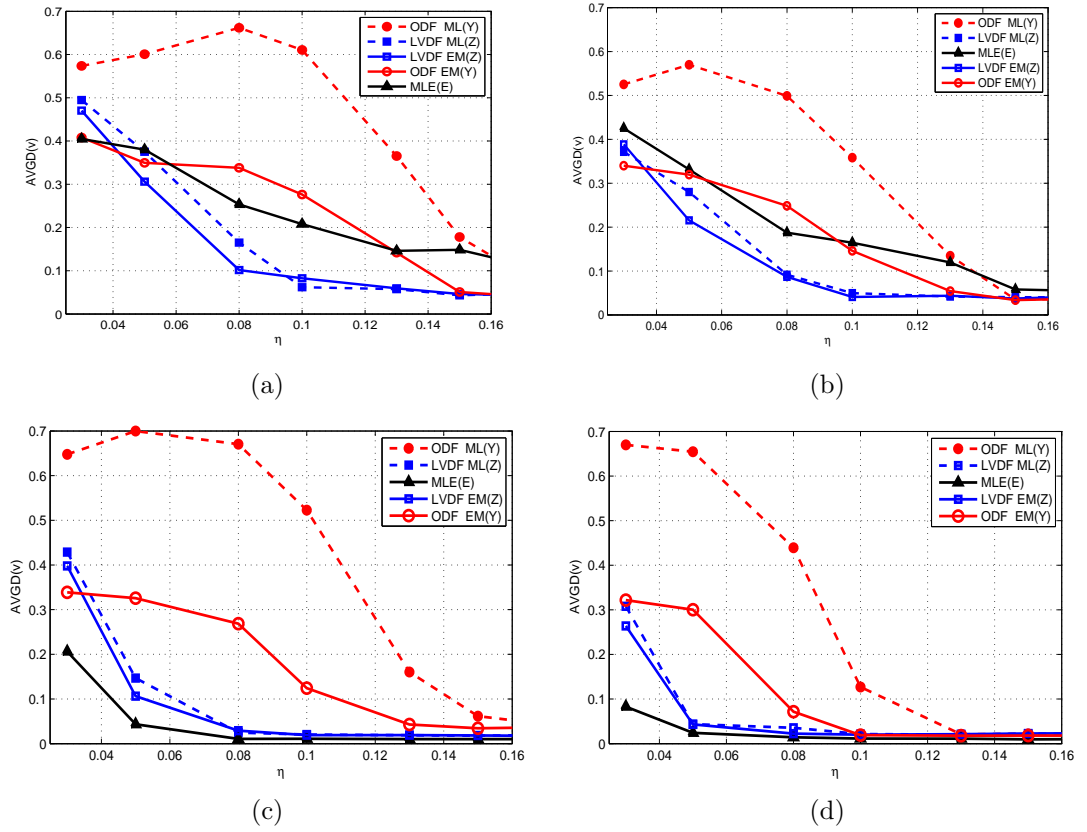 0.7
0.6
0.5
0.4
0.3
0.2
0.1
0
AVGD(v)
0.04 0.06 0.08 0.1 0.12 0.14 0.16
η
ODF ML(Y)
LVDF ML(Z)
LVDF EM(Z)
ODF EM(Y)
MLE(E)
(a)
0.7
0.6
0.5
0.4
0.3
0.2
0.1
0
AVGD(v)
0.04 0.06 0.08 0.1 0.12 0.14 0.16
η
ODF ML(Y)
LVDF ML(Z)
MLE(E)
LVDF EM(Z)
ODF EM(Y)
(b)
0.7
0.6
0.5
0.4
0.3
0.2
0.1
0
AVGD(v)
0.04 0.06 0.08 0.1 0.12 0.14 0.16
η
ODF ML(Y)
LVDF ML(Z)
MLE(E)
LVDF EM(Z)
ODF EM(Y)
(c)
0.7
0.6
0.5
0.4
0.3
0.2
0.1
0
AVGD(v)
0.04 0.06 0.08 0.1 0.12 0.14 0.16
η
ODF ML(Y)
LVDF ML(Z)
MLE(E)
LVDF EM(Z)
ODF EM(Y)
(d)